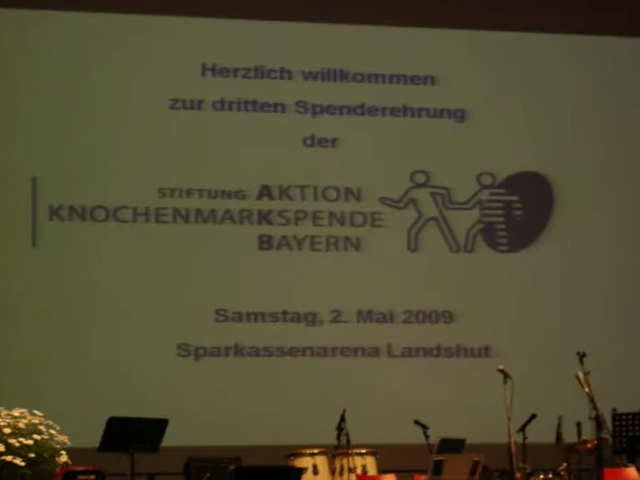 Herzlich willkommen
zur dritten Spenderehrung
der
STIFTUNG AKTION
KNOCHENMARKSPENDE
BAYERN
Samstag, 2. Mai 2009
Sparkassenarena Landshut